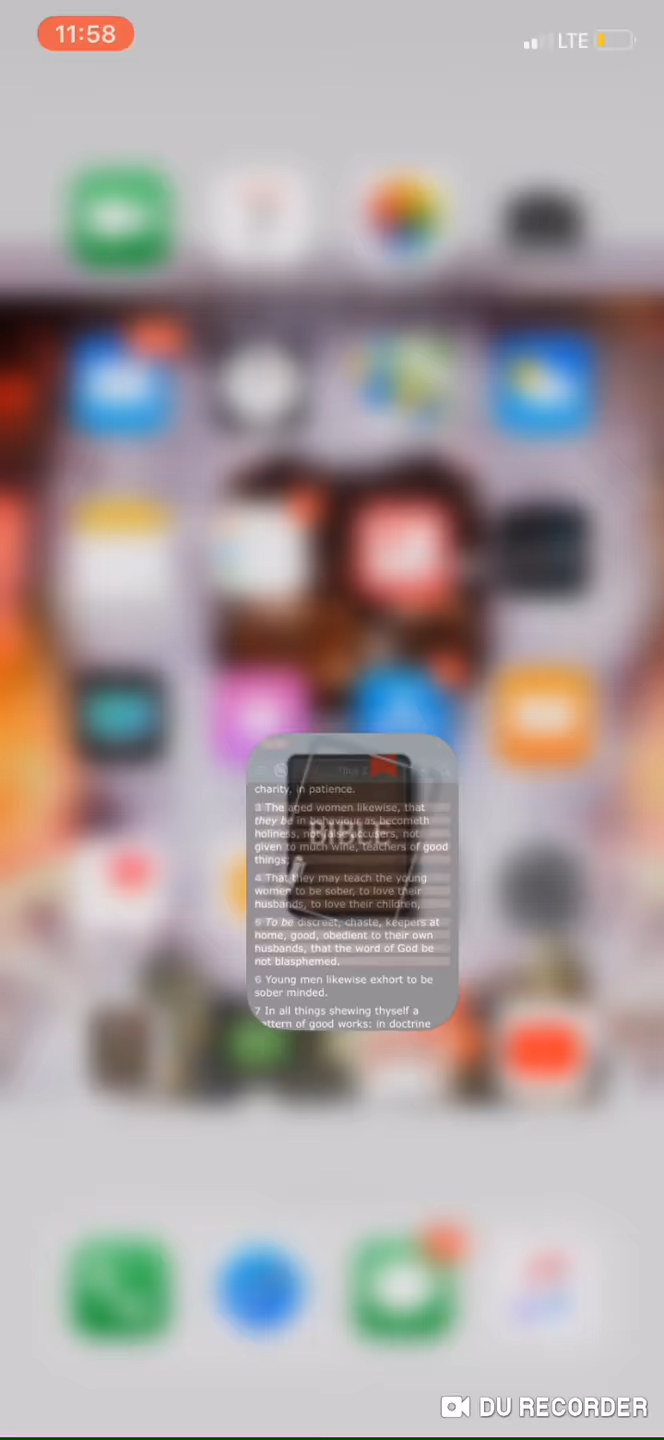 11:58
LTE
Titus 2
charity, in patience.
3 The aged women likewise, that
they be in behaviour as becometh
holiness, not false accusers, not
given to much wine, teachers of good
things;
BIBLE
4 That they may teach the young
women to be sober, to love their
husbands, to love their children,
5 To be discreet, chaste, keepers at
home, good, obedient to their own
husbands, that the word of God be
not blasphemed.
6 Young men likewise exhort to be
sober minded.
7 In all things shewing thyself a
pattern of good works: in doctrine
DU RECORDER